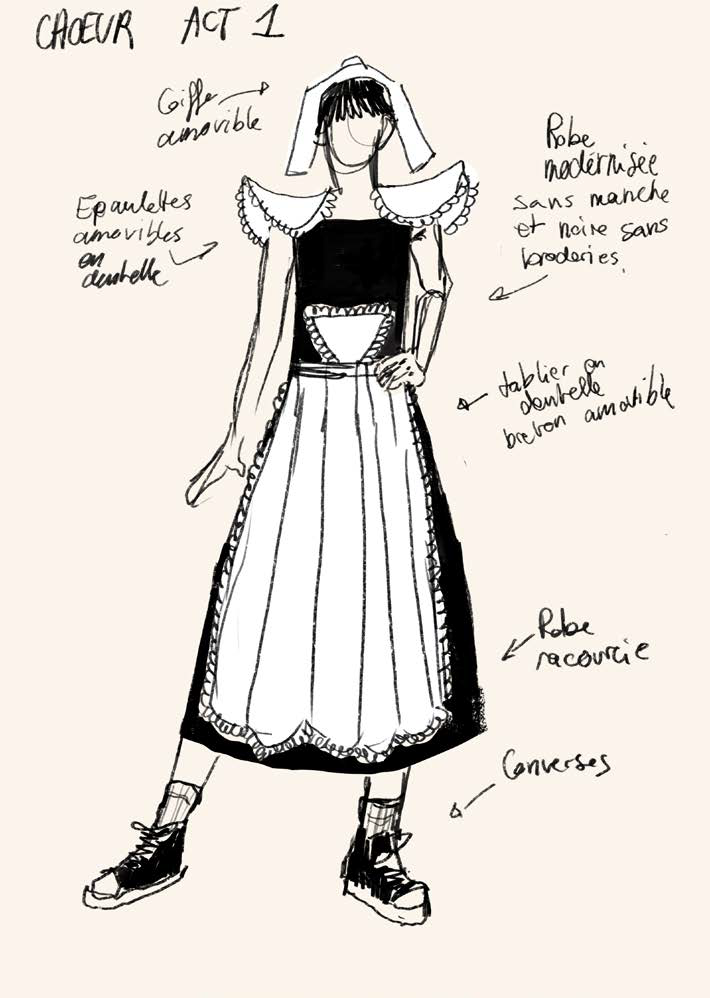 CHOEUR ACT 1
Coiffe
amovible
Robe
modernisée
sans manche
et noire sans
broderies.
Epaulettes
amovibles
en
dentelle
tablier en
dentelle
breton amovible
Robe
racourcie
Converses